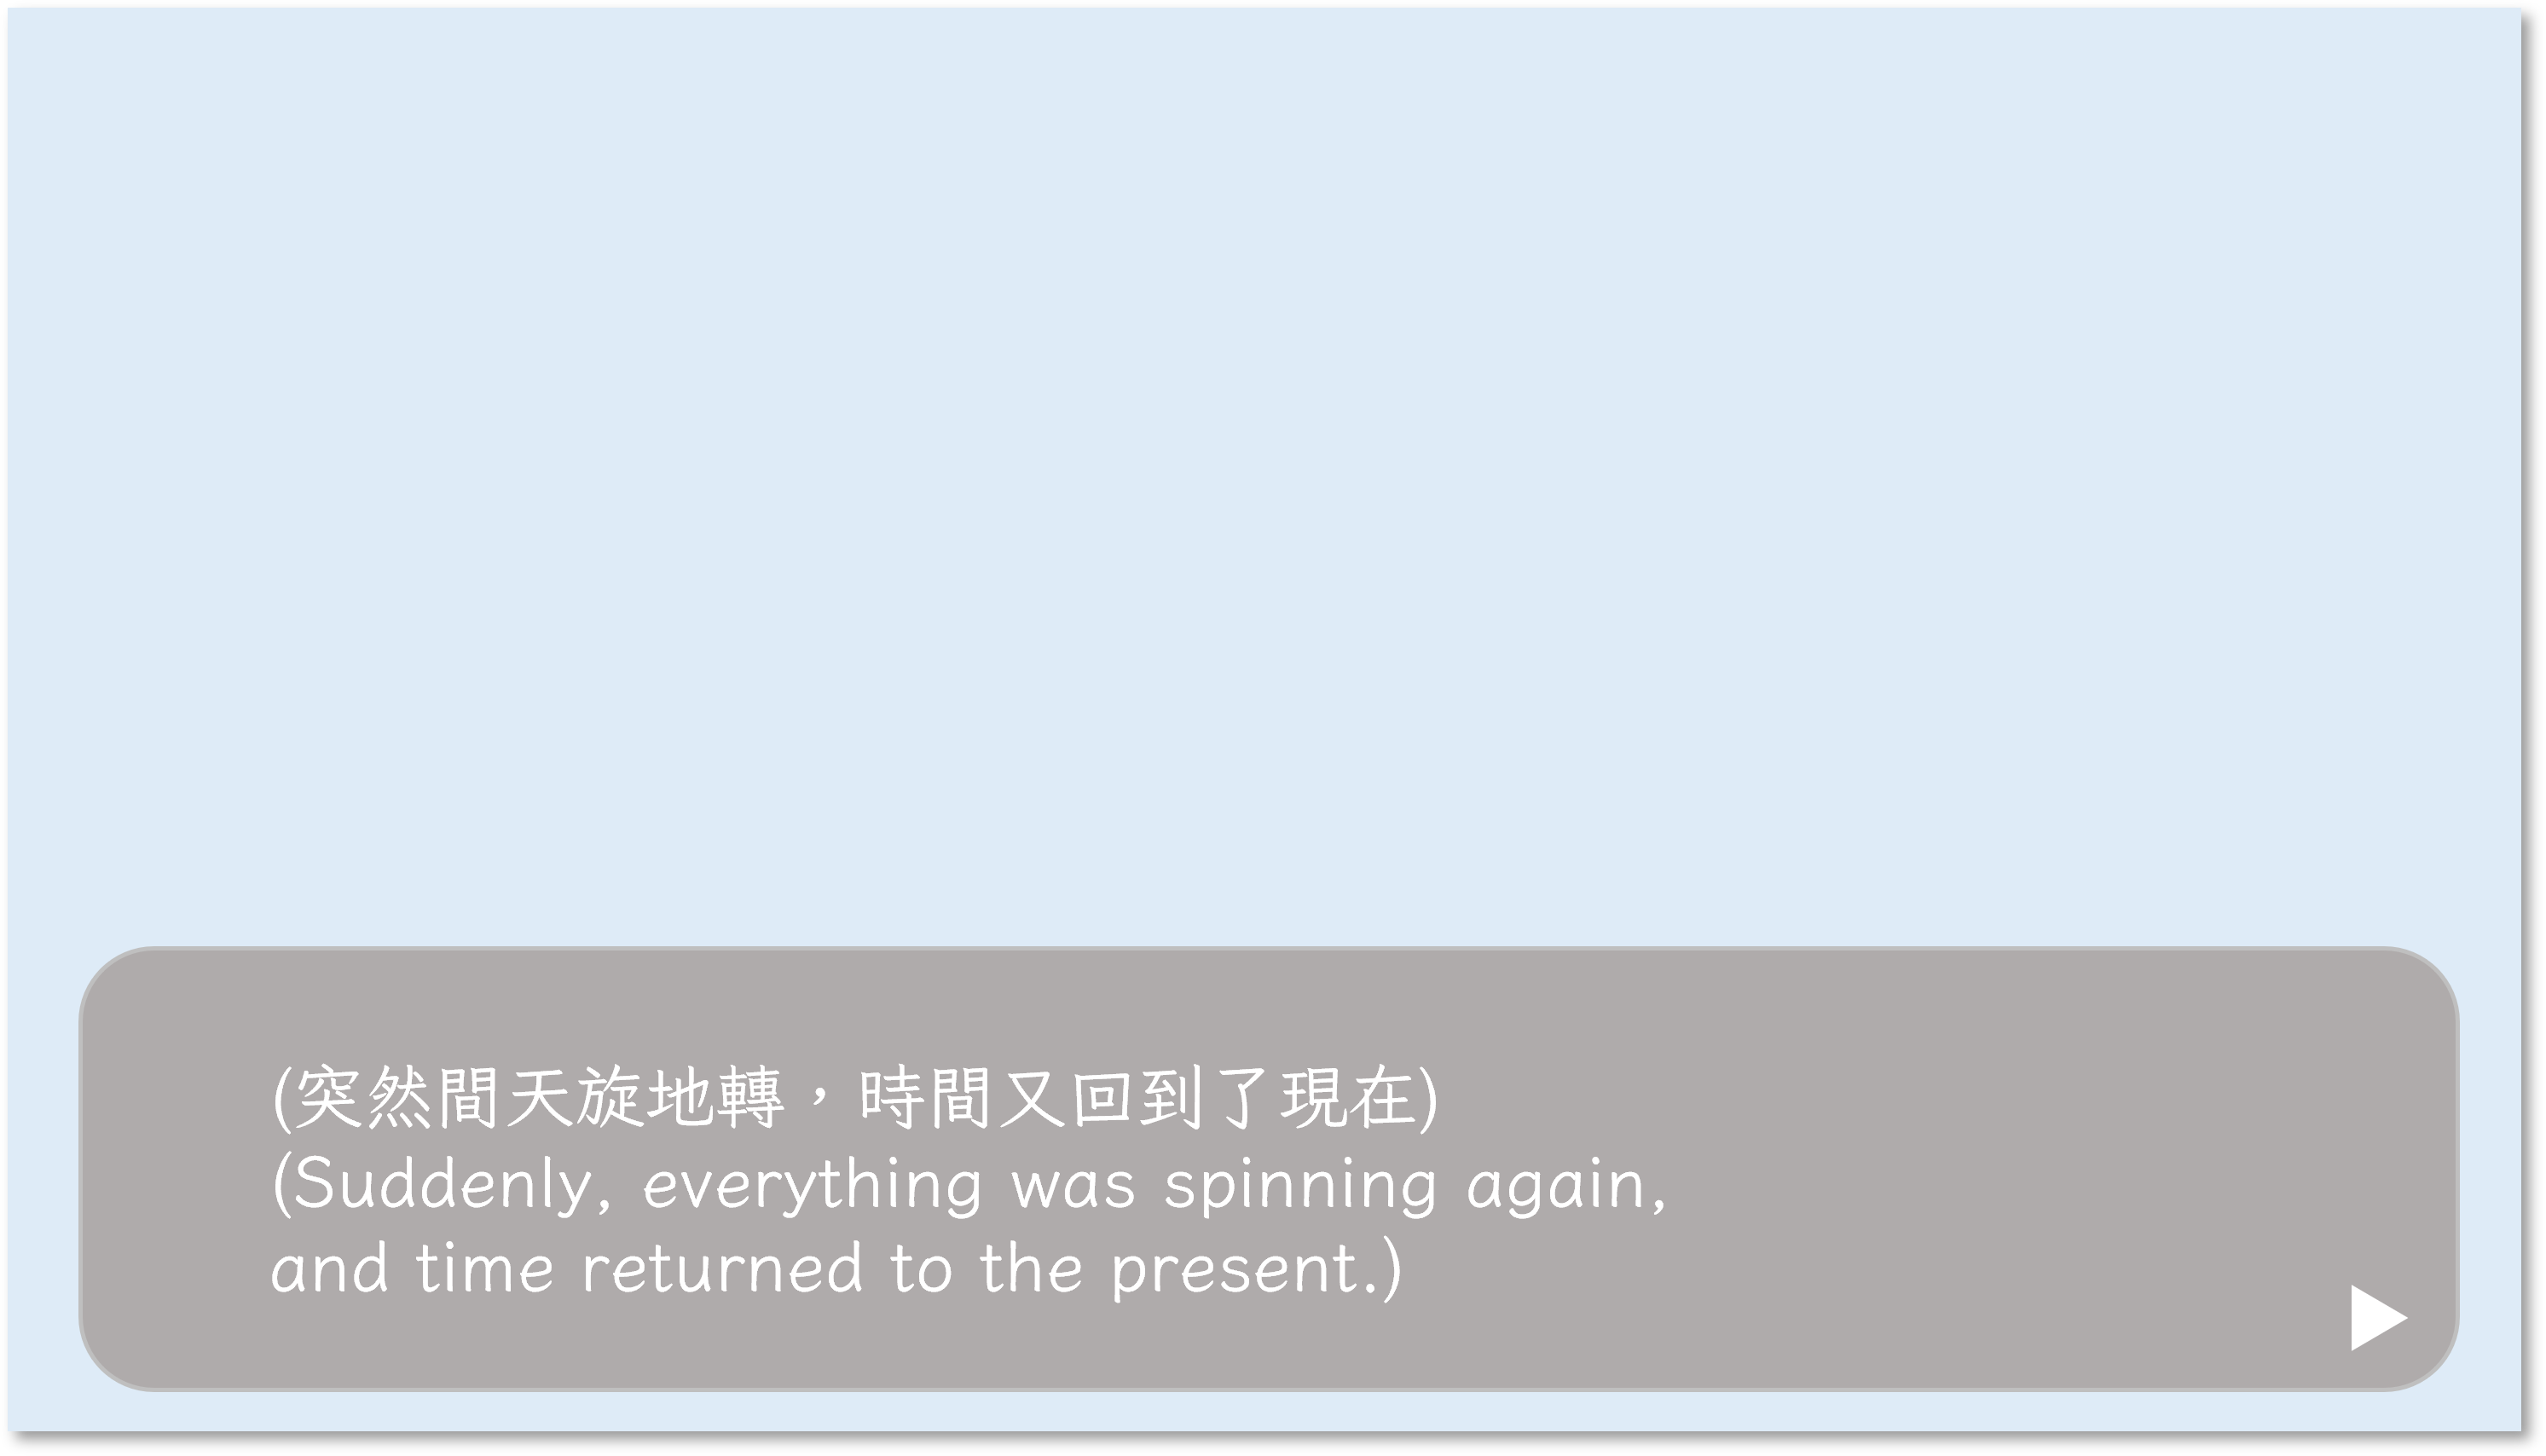 (突然間天旋地轉，時間又回到了現在)
(Suddenly, everything was spinning again,
and time returned to the present.)